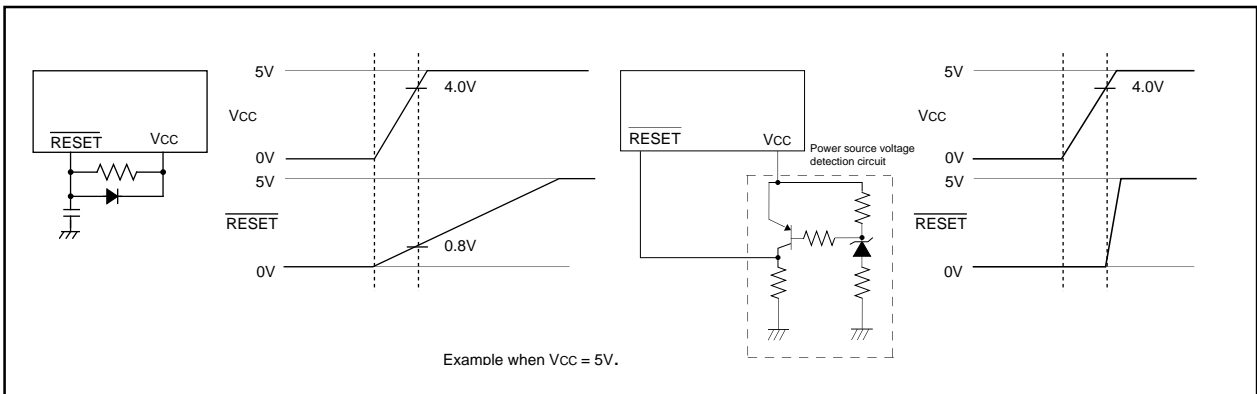 5V
4.0V
VCC
RESET
VCC
0V
5V
RESET
0.8V
0V
5V
4.0V
VCC
RESET
VCC
Power source voltage
detection circuit
0V
5V
RESET
0V
Example when VCC = 5V.